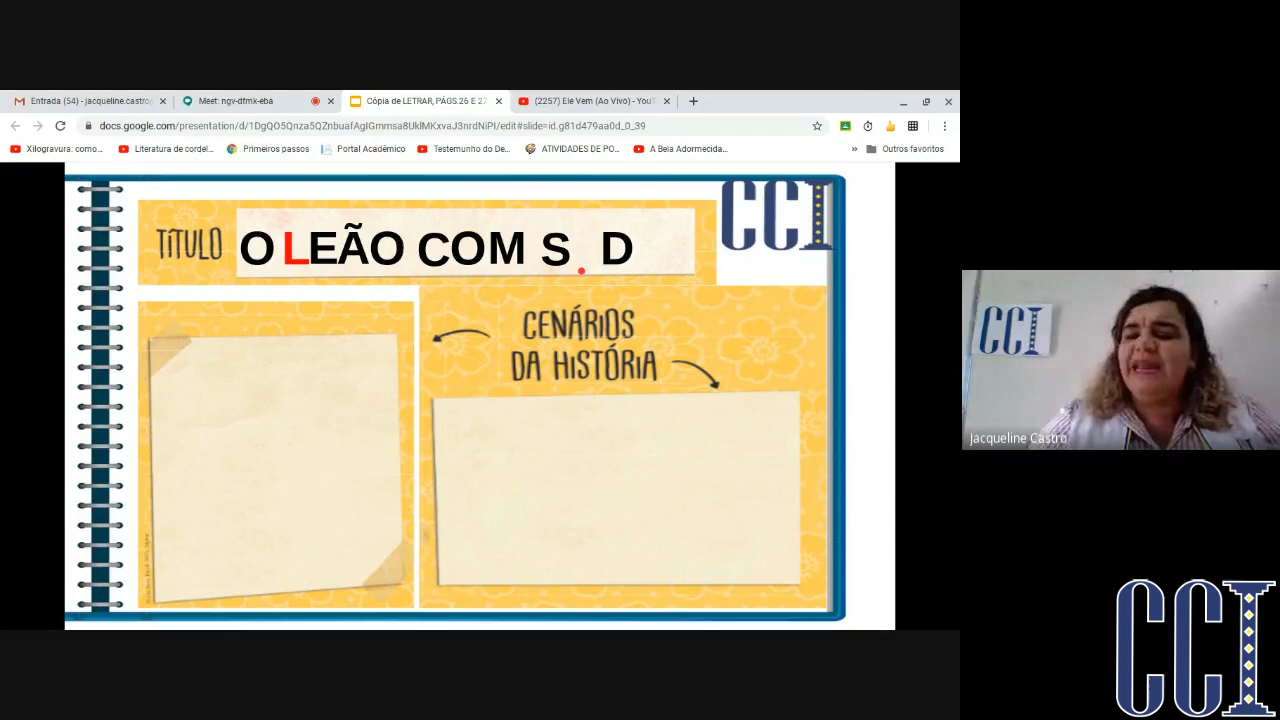 Entrada (54) - jacqueline.castro
Meet: ngv-dfmk-eba
Cópia de LETRAR, PÁGS.26 E 27
(2257) Ele Vem (Ao Vivo) - YouT
docs.google.com/presentation/d/1DgQO5Qnza5QZnbuafAgIGmmsa8UklMKxvaJ3nrdNiPI/edit#slide=id.g81d479aa0d_0_39
Xilogravura: como...
Literatura de cordel...
Primeiros passos
Portal Acadêmico
Testemunho do De...
ATIVIDADES DE PO...
A Bela Adormecida...
»
Outros favoritos
CCI
TÍTULO
O LEÃO COM S D
CENÁRIOS
DA HISTÓRIA
CCI
Jacqueline Castro
CCI